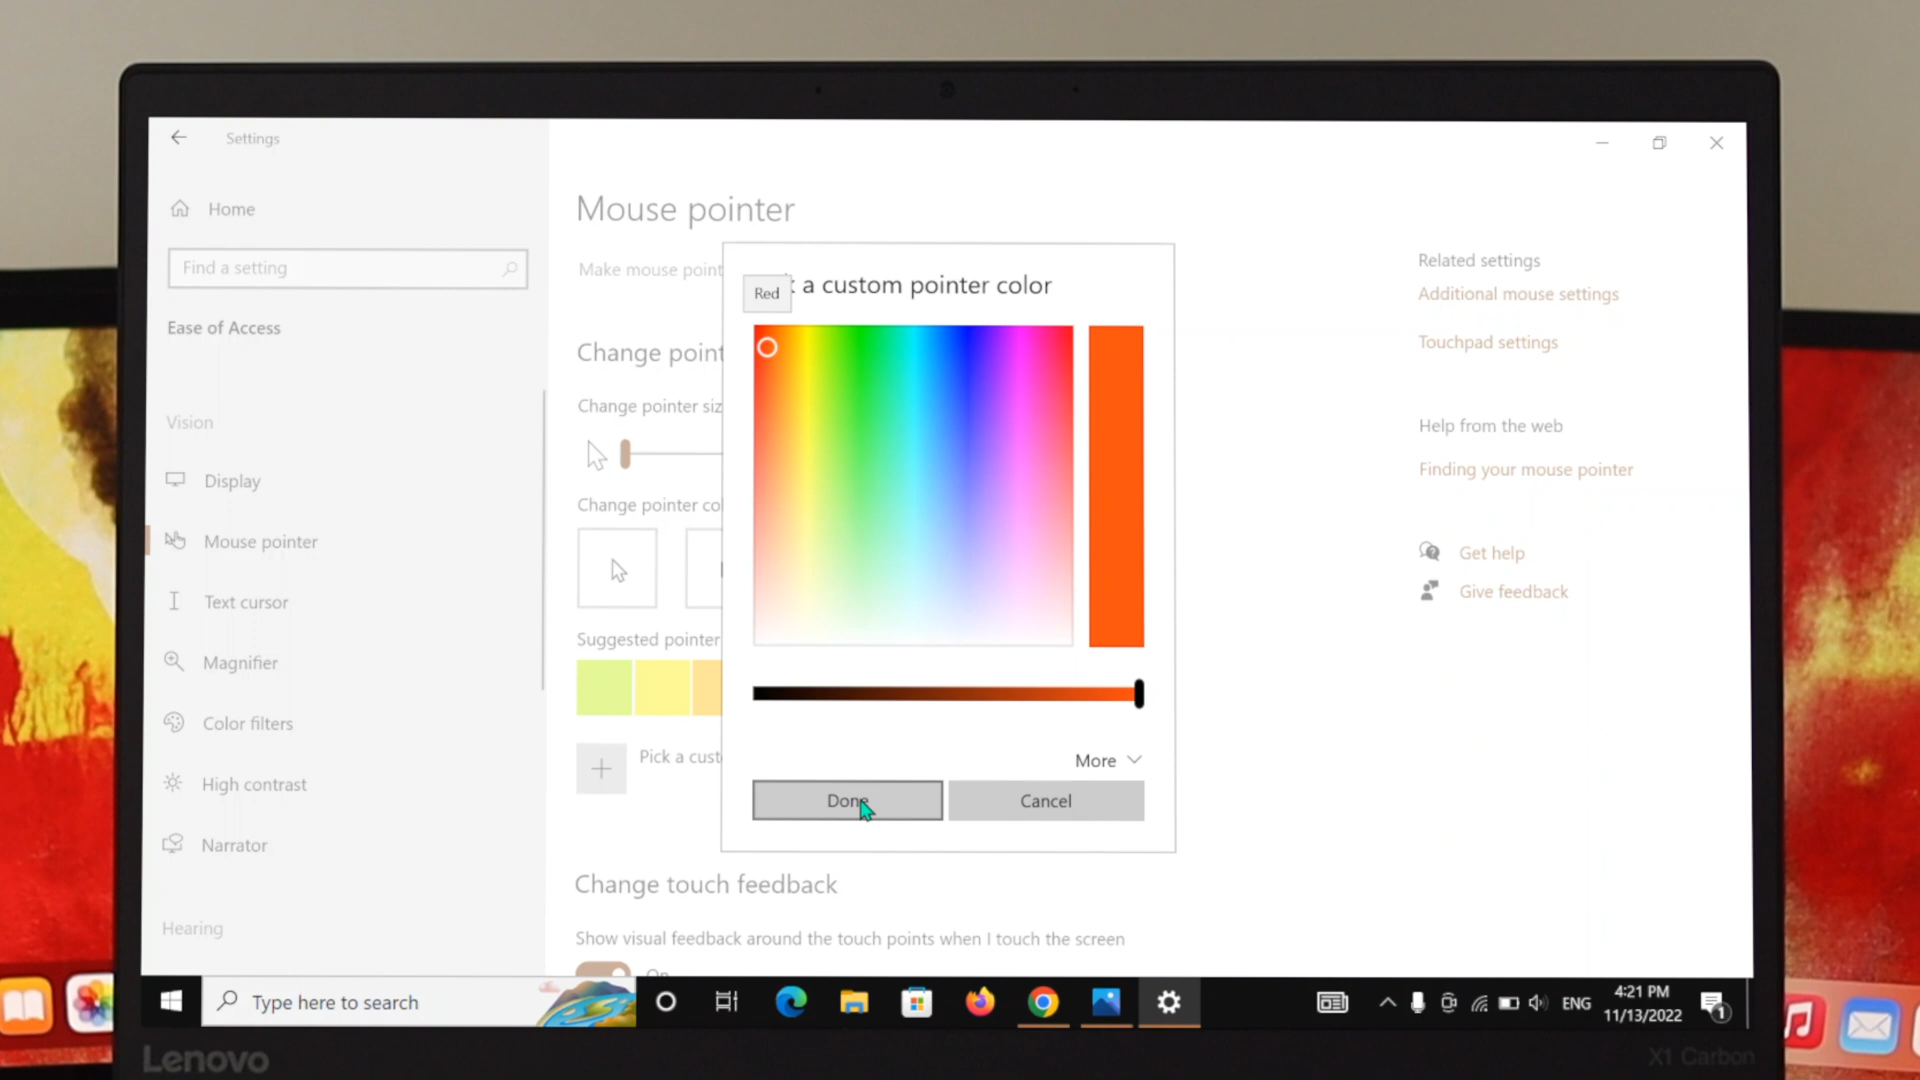 Settings
Home
Find a setting
Ease of Access
Vision
Display
Mouse pointer
Text cursor
Magnifier
Color filters
High contrast
Narrator
Hearing
Mouse pointer
Make mouse point
Change point
Change pointer siz
Change pointer co
Suggested pointer
Pick a cust
Red
a custom pointer color
More
Done
Cancel
Change touch feedback
Show visual feedback around the touch points when I touch the screen
On
Related settings
Additional mouse settings
Touchpad settings
Help from the web
Finding your mouse pointer
Get help
Give feedback
Type here to search
ENG
4:21 PM
11/13/2022
1
Lenovo
X1 Carbon